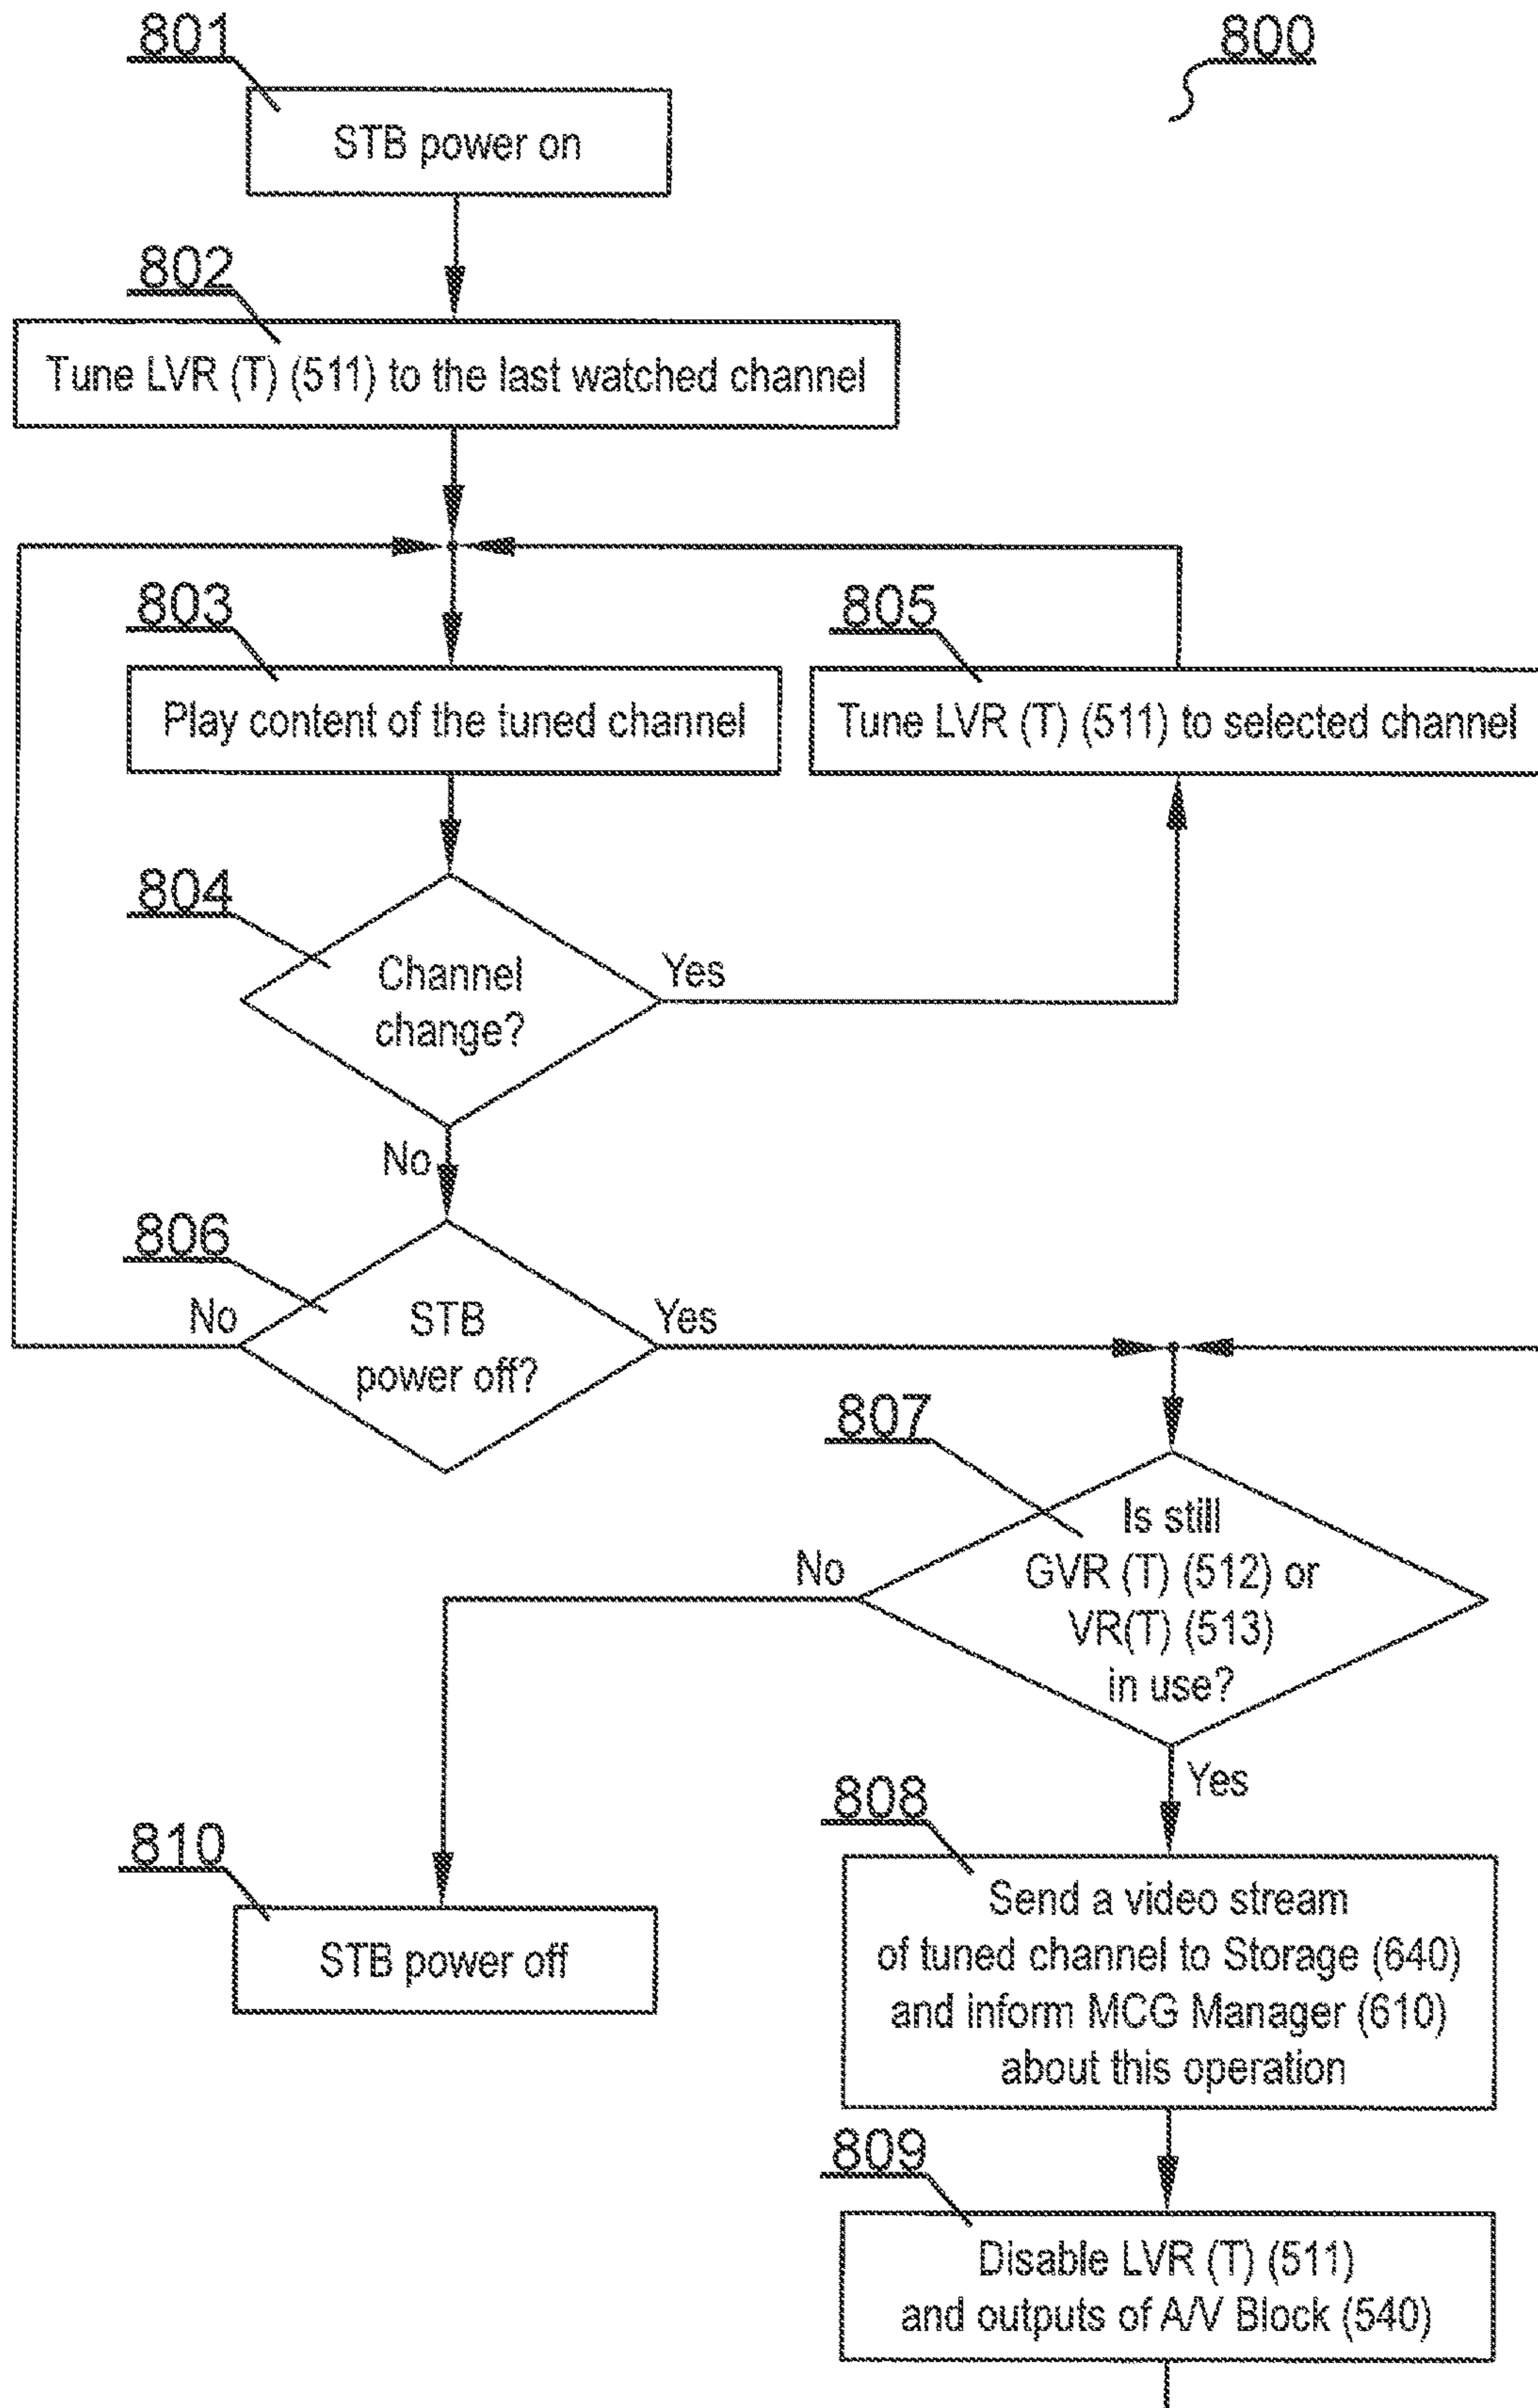 801
800
STB power on
802
Tune LVR (T) (511) to the last watched channel
803
805
Play content of the tuned channel
Tune LVR (T) (511) to selected channel
804
Channel
change?
Yes
No
806
STB
power off?
No
Yes
807
Is still
GVR (T) (512) or
VR(T) (513)
in use?
No
Yes
808
Send a video stream
of tuned channel to Storage (640)
and inform MCG Manager (610)
about this operation
810
STB power off
809
Disable LVR (T) (511)
and outputs of A/V Block (540)